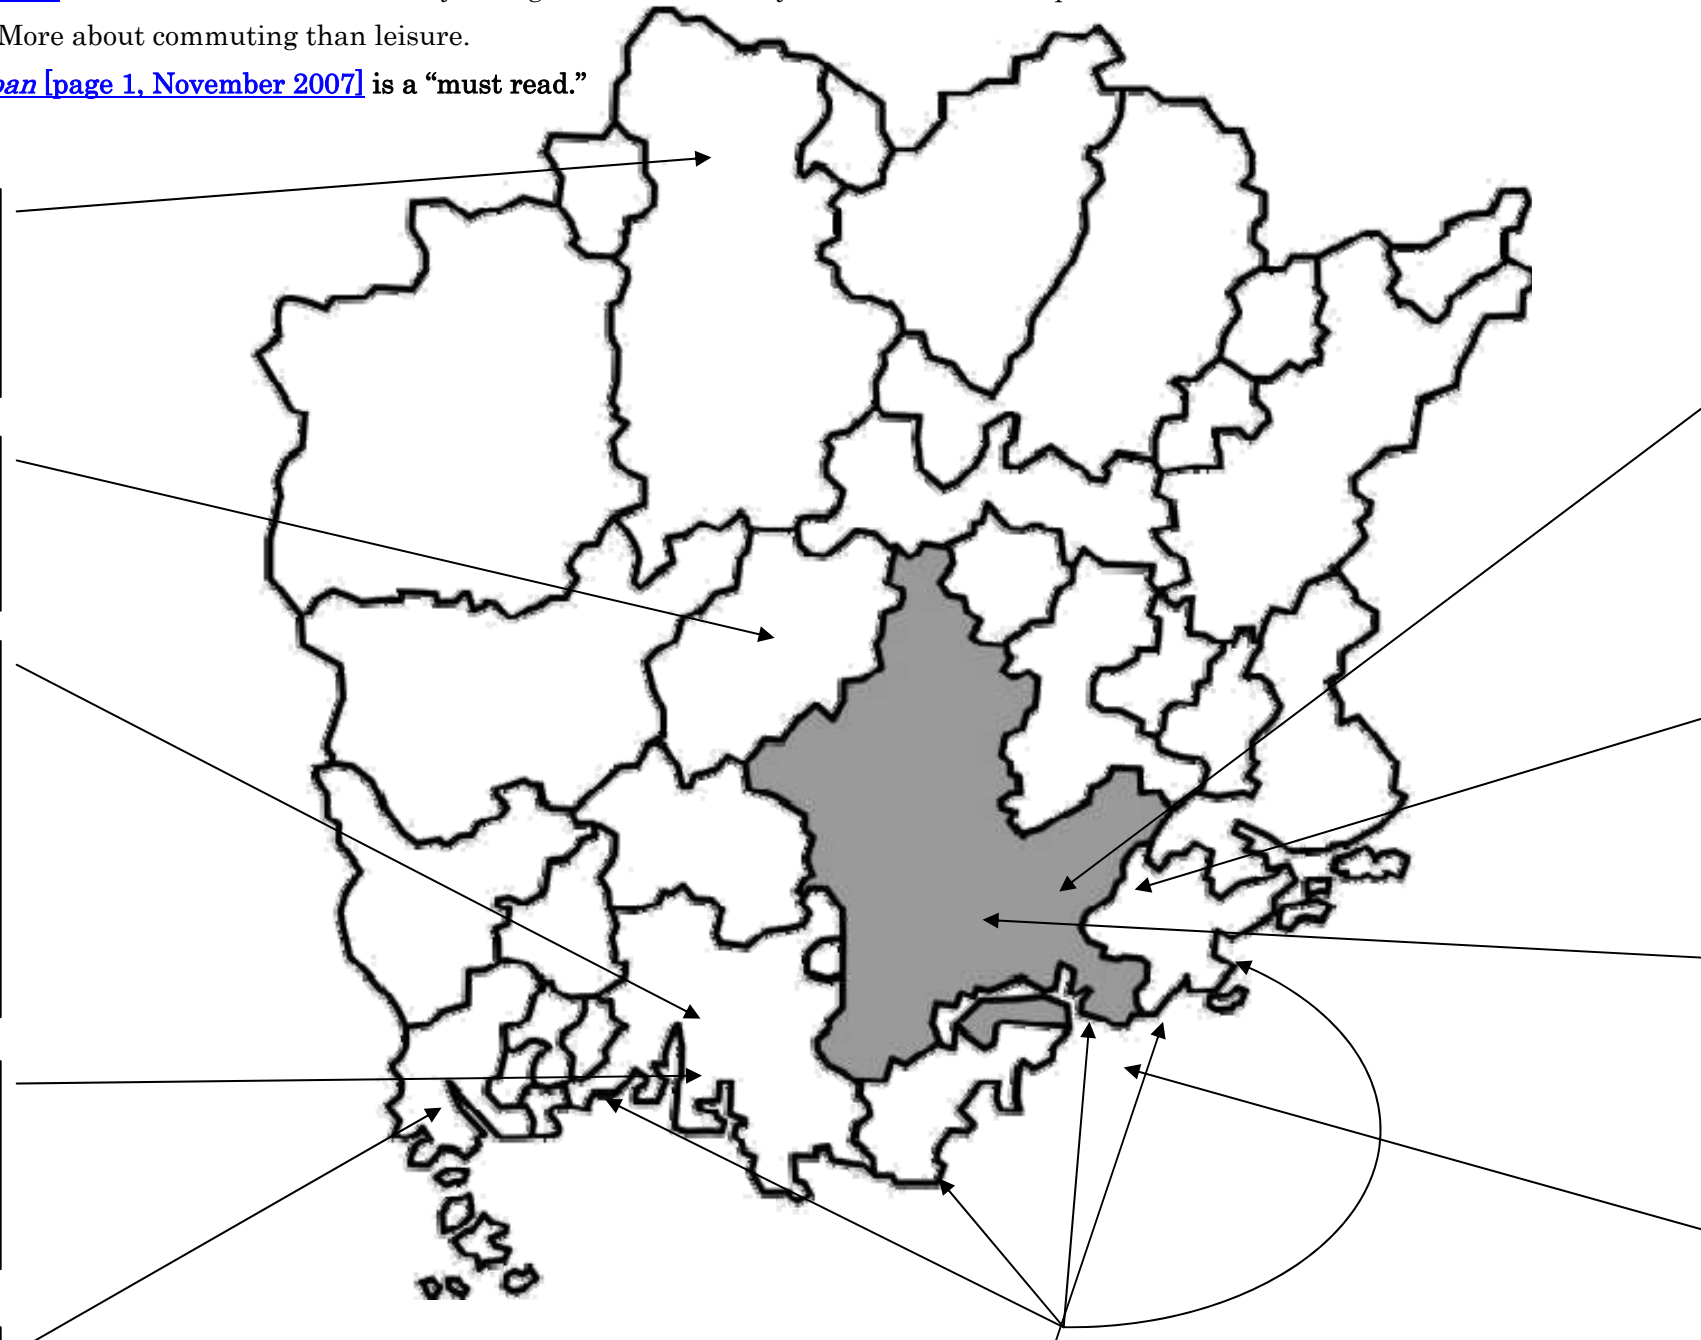 More about commuting than leisure.
pan [page 1, November 2007] is a “must read.”